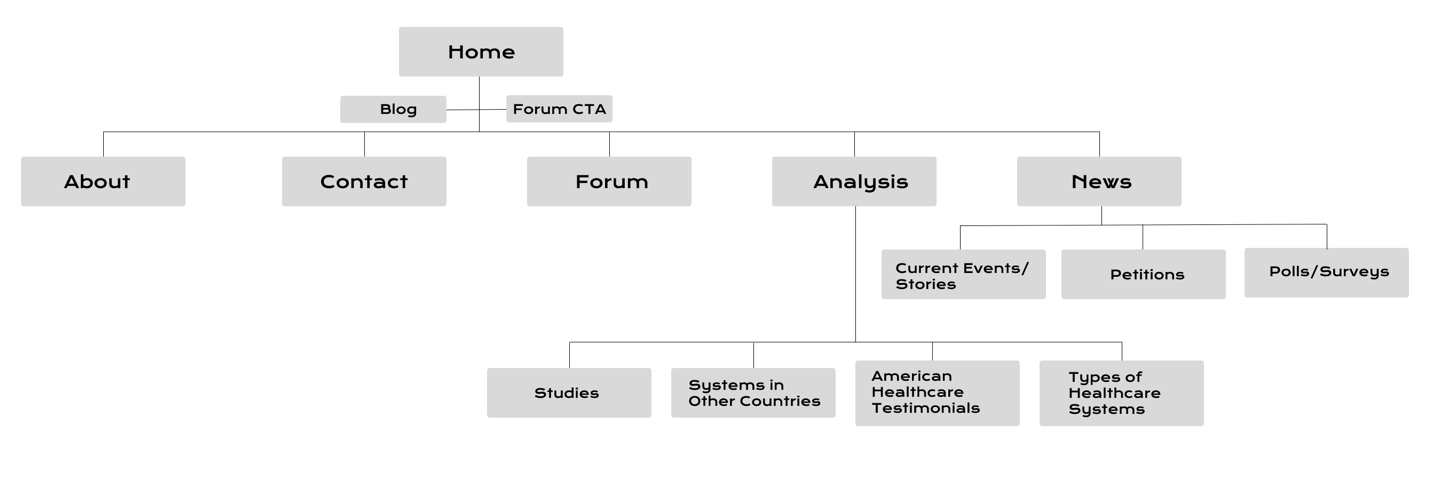 Home
Blog
Forum CTA
About
Contact
Forum
Analysis
News
Current Events/
Stories
Petitions
Polls/Surveys
Studies
Systems in
Other Countries
American
Healthcare
Testimonials
Types of
Healthcare
Systems